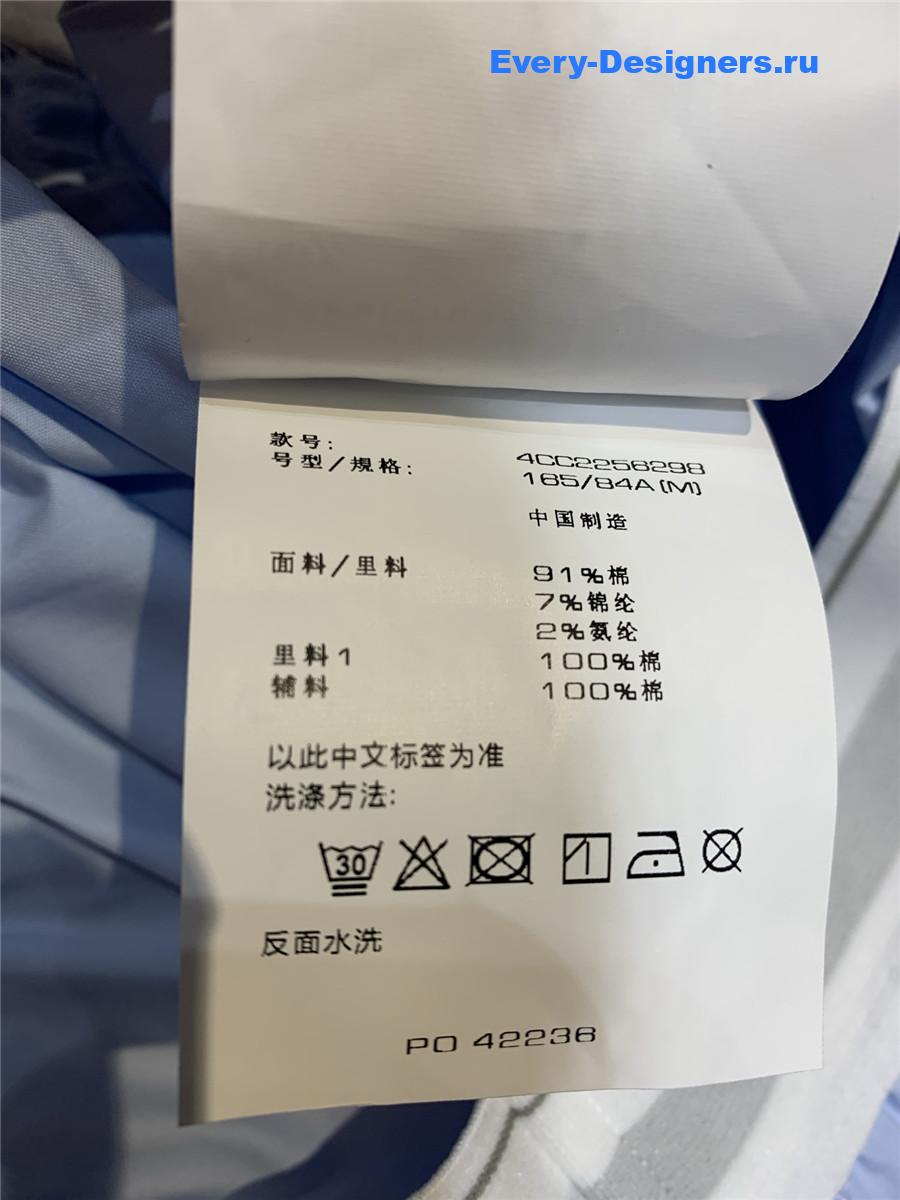 Every-Designers.ru
款号: 4CC2256298
号型/規格: 165/84A(M)
中国制造
面料/里料 91%棉
7%锦纶
2%氨纶
里料1 100%棉
辅料 100%棉
以此中文标签为准
洗涤方法:
30
反面水洗
PO 42236